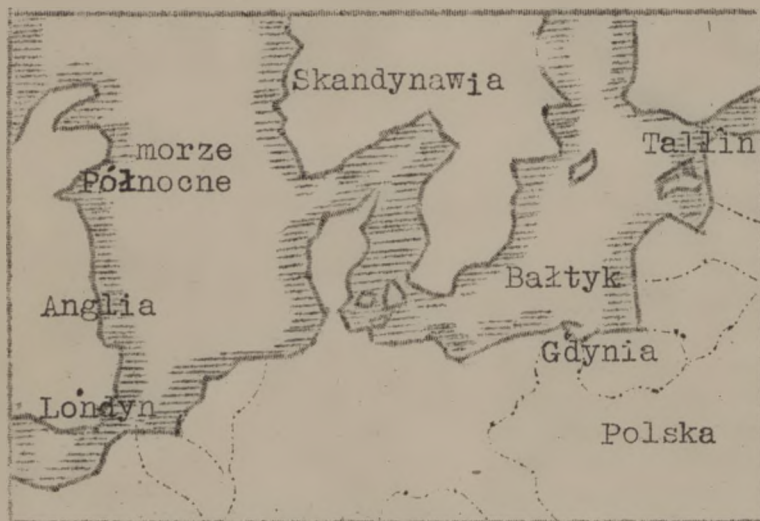 Skandynawja
Tallin
morze
Północne
Anglia
Bałtyk
Gdynia
Londyn
Polska